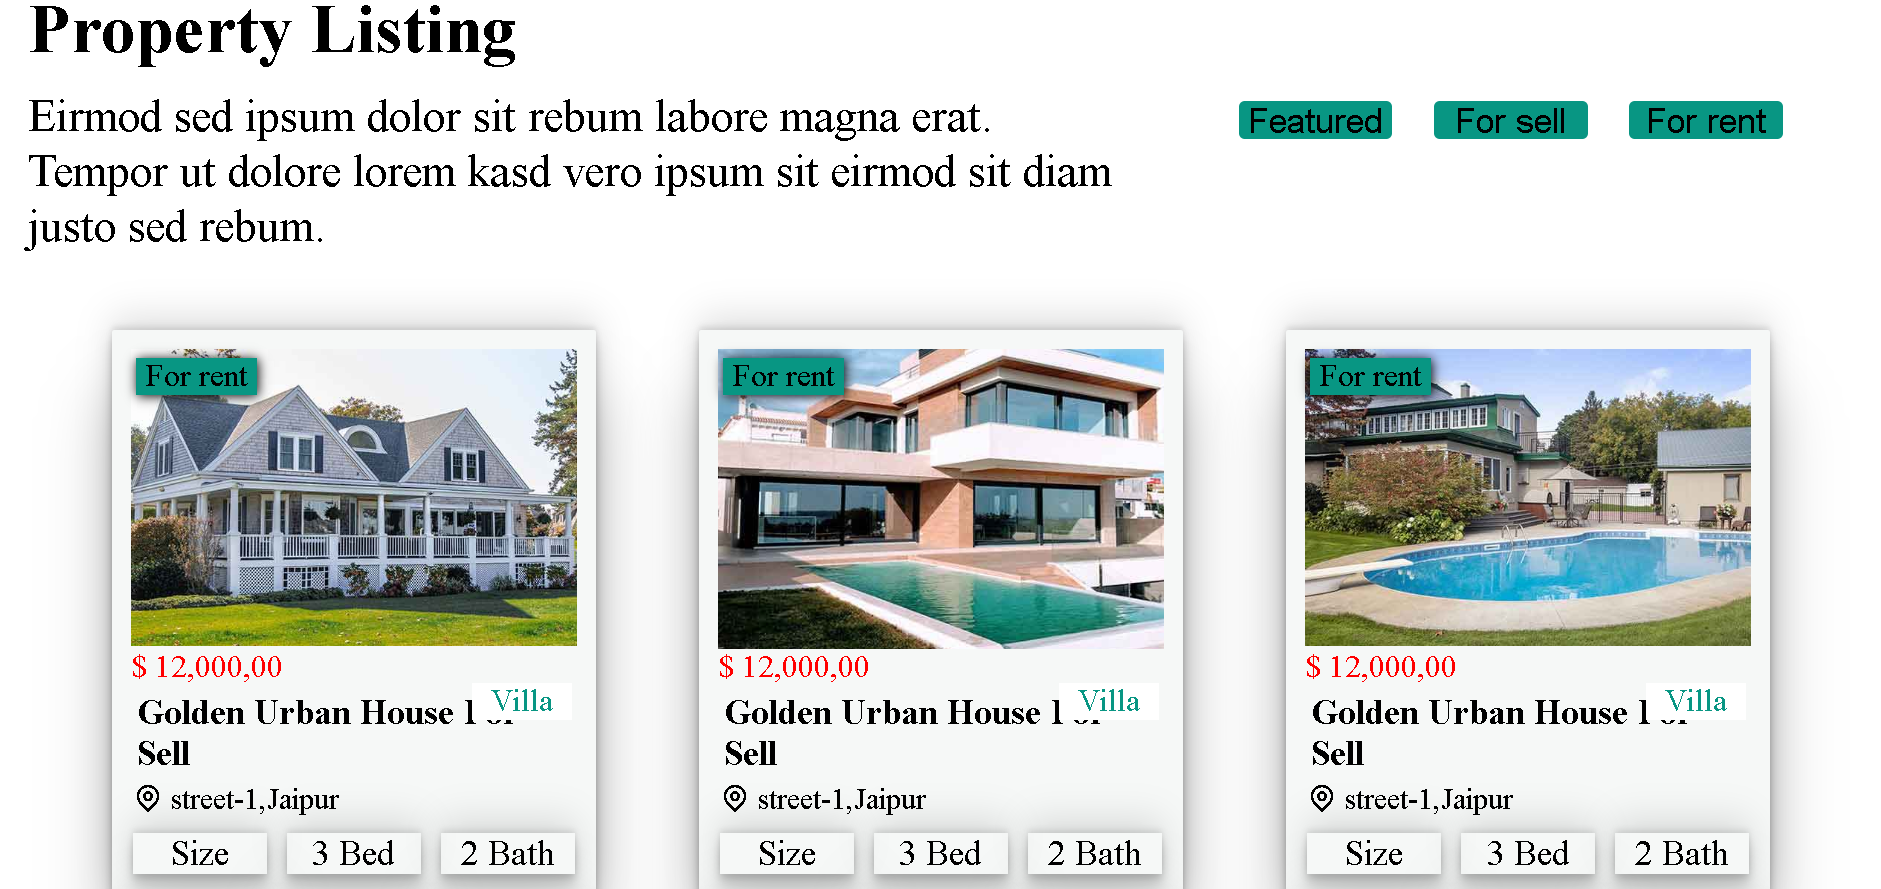 Property Listing
Eirmod sed ipsum dolor sit rebum labore magna erat.
Tempor ut dolore lorem kasd vero ipsum sit eirmod sit diam
justo sed rebum.
Featured
For sell
For rent
For rent
$ 12,000,00
Villa
Golden Urban House
Sell
street-1,Jaipur
Size
3 Bed
2 Bath
For rent
$ 12,000,00
Villa
Golden Urban House
Sell
street-1,Jaipur
Size
3 Bed
2 Bath
For rent
$ 12,000,00
Villa
Golden Urban House
Sell
street-1,Jaipur
Size
3 Bed
2 Bath